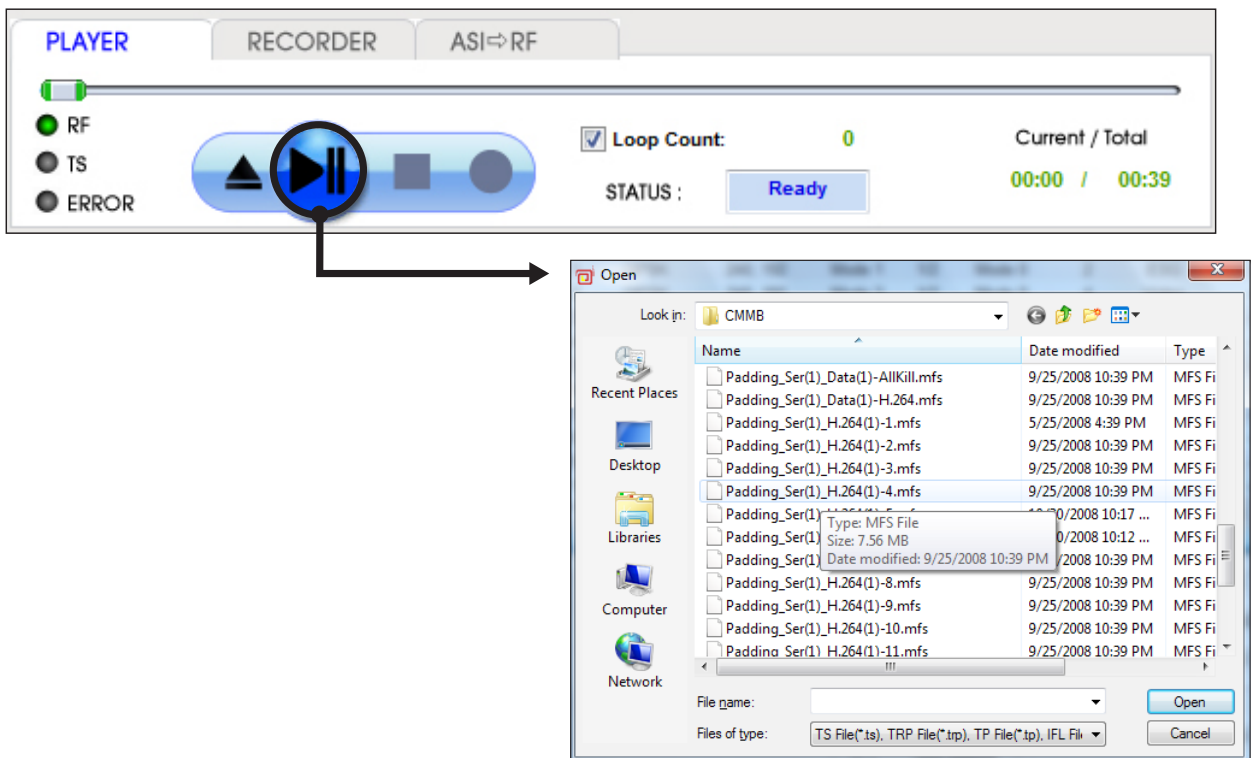 PLAYER RECORDER ASI⇨RF
RF
TS
ERROR
Loop Count: 0
STATUS : Ready
Current / Total
00:00 / 00:39
Open
Look in: CMMB
Name Date modified Type
Padding_Ser(1)_Data(1)-AllKill.mfs 9/25/2008 10:39 PM MFS Fi
Padding_Ser(1)_Data(1)-H.264.mfs 9/25/2008 10:39 PM MFS Fi
Padding_Ser(1)_H.264(1)-1.mfs 5/25/2008 4:39 PM MFS Fi
Padding_Ser(1)_H.264(1)-2.mfs 9/25/2008 10:39 PM MFS Fi
Padding_Ser(1)_H.264(1)-3.mfs 9/25/2008 10:39 PM MFS Fi
Padding_Ser(1)_H.264(1)-4.mfs 9/25/2008 10:39 PM MFS Fi
Padding_Ser(1) /2008 10:17 ... MFS Fi
Padding_Ser(1) 0/2008 10:12 ... MFS Fi
Padding_Ser(1) /2008 10:39 PM MFS Fi
Type: MFS File
Size: 7.56 MB
Date modified: 9/25/2008 10:39 PM
Padding_Ser(1)_H.264(1)-8.mfs 9/25/2008 10:39 PM MFS Fi
Padding_Ser(1)_H.264(1)-9.mfs 9/25/2008 10:39 PM MFS Fi
Padding_Ser(1)_H.264(1)-10.mfs 9/25/2008 10:39 PM MFS Fi
Padding_Ser(1)_H.264(1)-11.mfs 9/25/2008 10:39 PM MFS Fi
Recent Places
Desktop
Libraries
Computer
Network
File name: Open
Files of type: TS File(*.ts), TRP File(*.trp), TP File(*.tp), IFL File Cancel